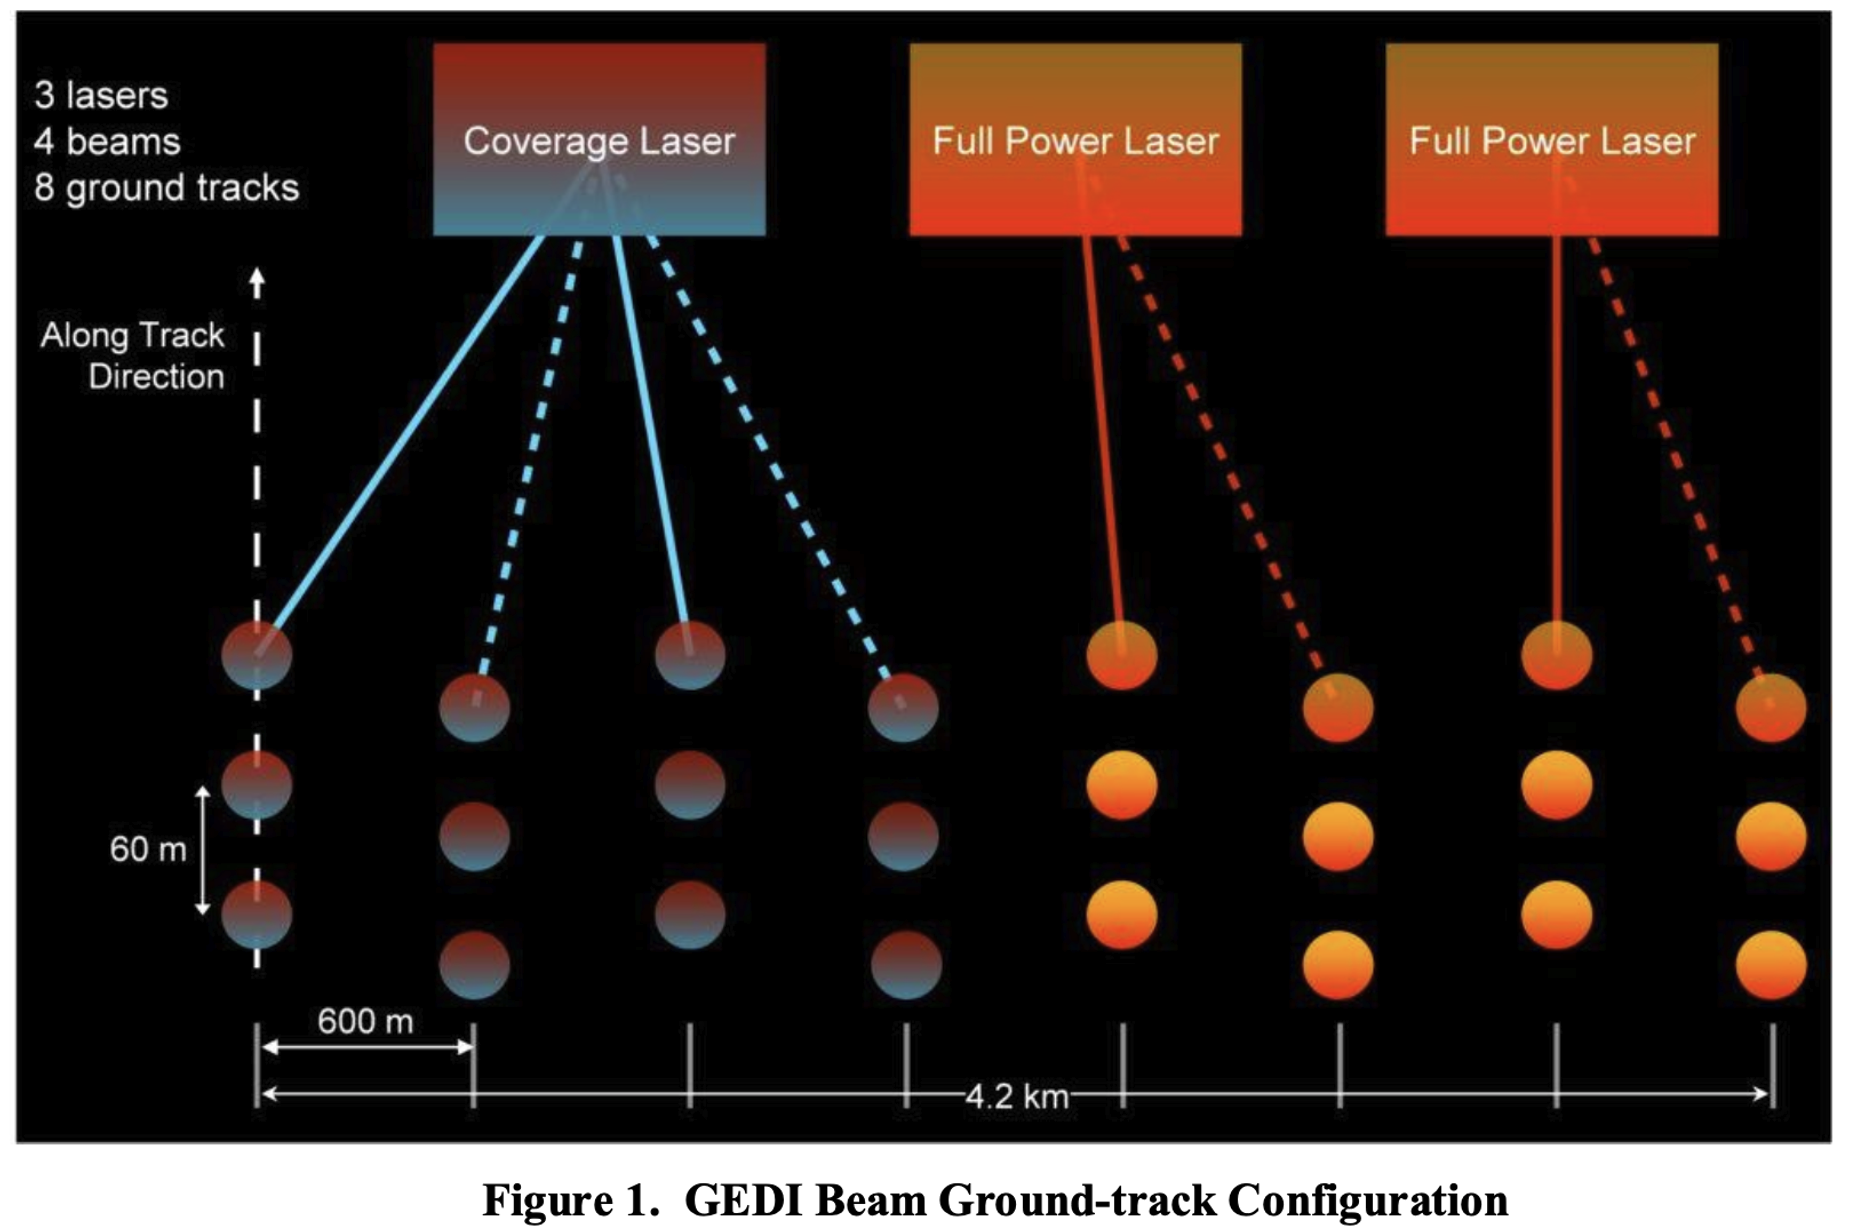 3 lasers
4 beams
8 ground tracks
Coverage Laser
Full Power Laser
Full Power Laser
Along Track
Direction
60 m
600 m
4.2 km
Figure 1. GEDI Beam Ground-track Configuration